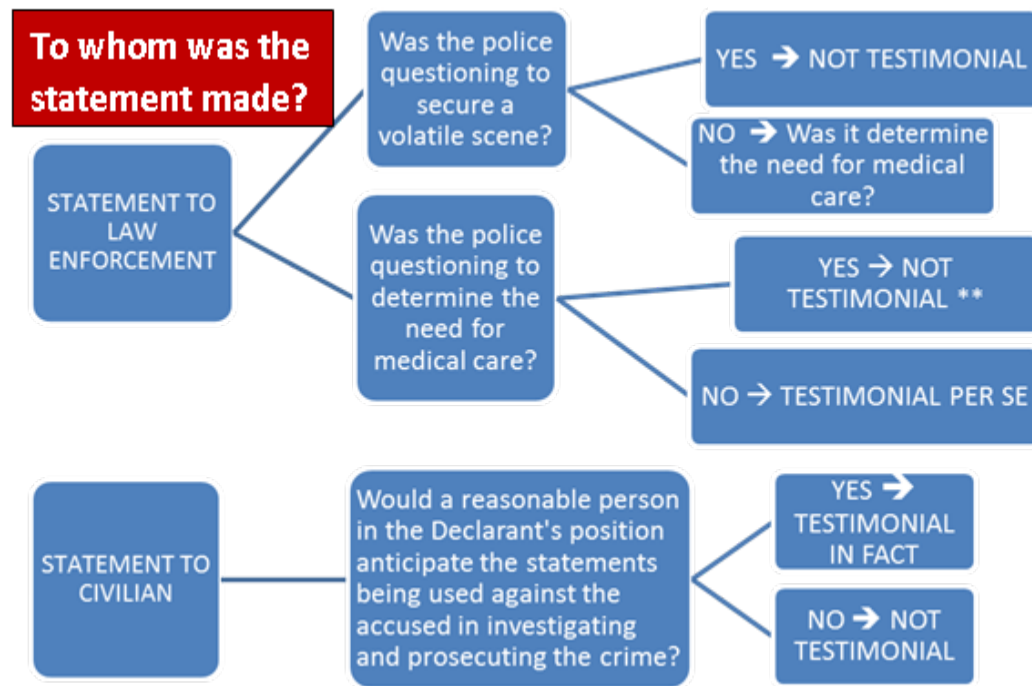 To whom was the
statement made?
STATEMENT TO
LAW
ENFORCEMENT
Was the police
questioning to
secure a
volatile scene?
YES → NOT TESTIMONIAL
NO → Was it determine
the need for medical
care?
Was the police
questioning to
determine the
need for
medical care?
YES → NOT
TESTIMONIAL **
NO → TESTIMONIAL PER SE
STATEMENT TO
CIVILIAN
Would a reasonable person
in the Declarant's position
anticipate the statements
being used against the
accused in investigating
and prosecuting the crime?
YES →
TESTIMONIAL
IN FACT
NO → NOT
TESTIMONIAL